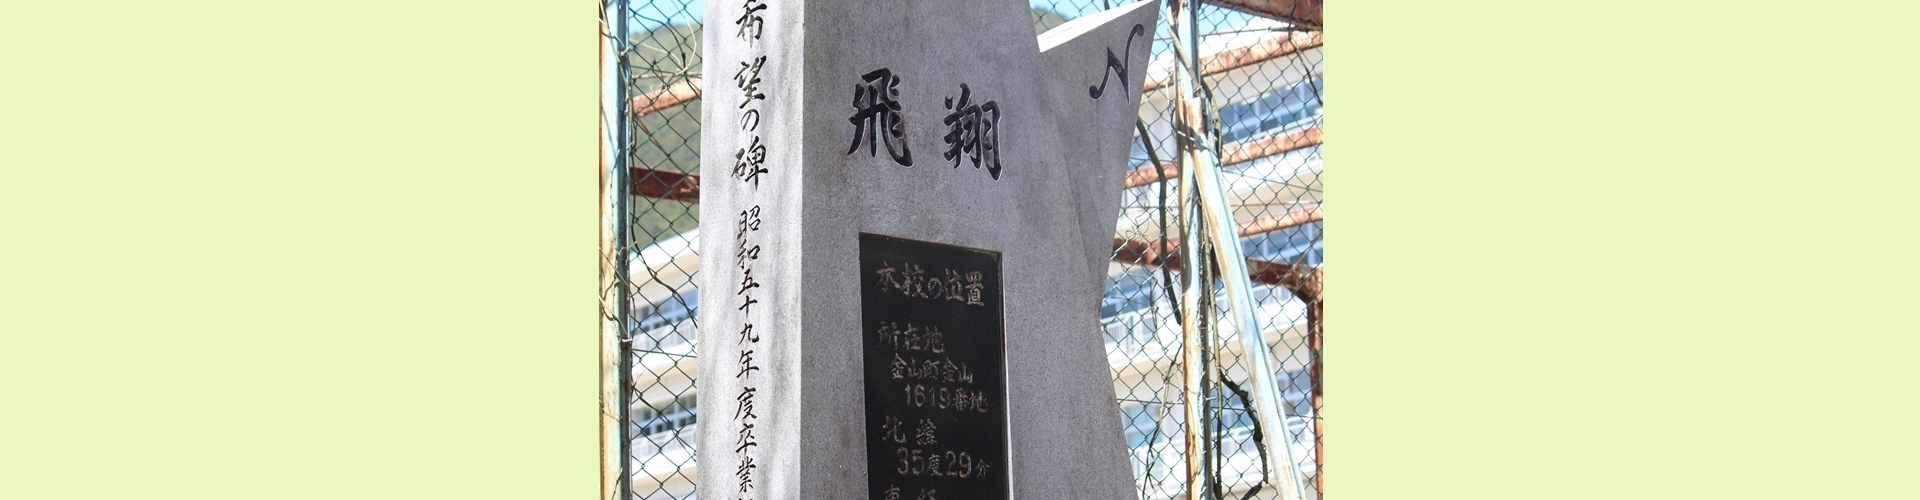 希望の碑 昭和五十九年度卒業
飛翔
N
本校の位置
所在地
金山町金山
1619番地
北緯
35度29分
東経